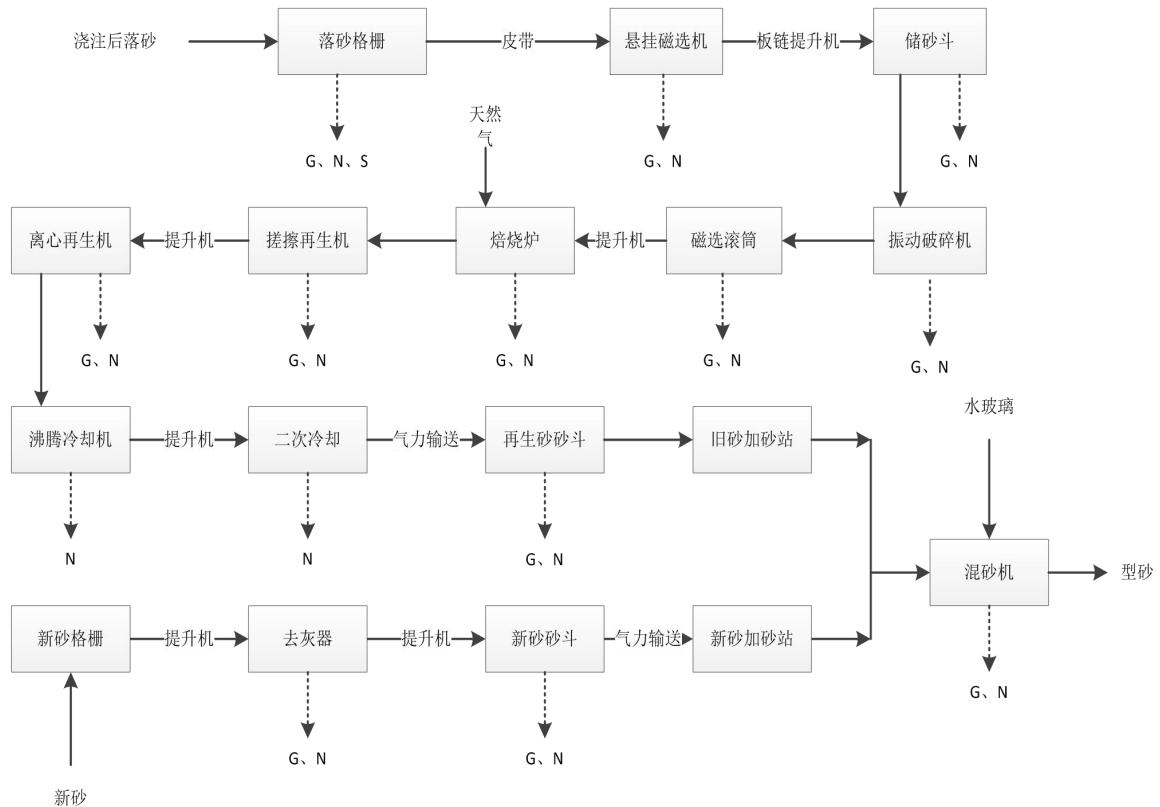 浇注后落砂
落砂格栅
皮带
悬挂磁选机
板链提升机
储砂斗
G、N、S
G、N
G、N
天然
气
离心再生机
提升机
搓擦再生机
焙烧炉
提升机
磁选滚筒
振动破碎机
G、N
G、N
G、N
G、N
G、N
水玻璃
沸腾冷却机
提升机
二次冷却
气力输送
再生砂砂斗
旧砂加砂站
N
N
G、N
混砂机
型砂
新砂格栅
提升机
去灰器
提升机
新砂砂斗
气力输送
新砂加砂站
G、N
G、N
G、N
新砂